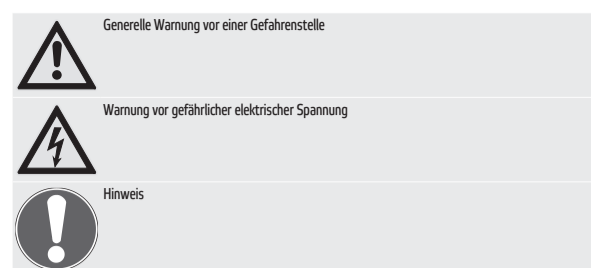 Generelle Warnung vor einer Gefahrenstelle
Warnung vor gefährlicher elektrischer Spannung
Hinweis